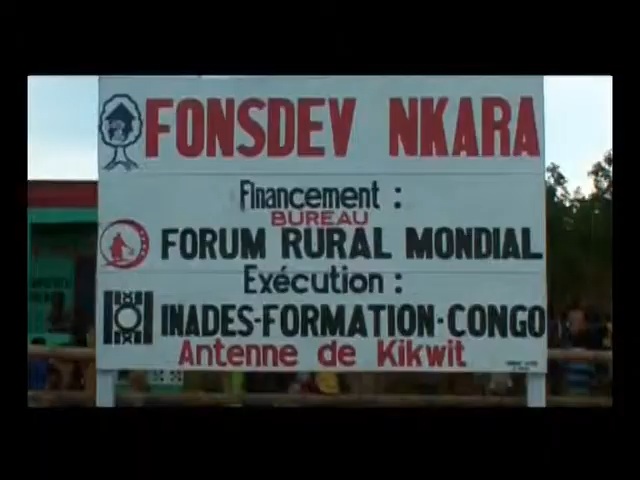 FONSDEV NKARA
Financement :
BUREAU
FORUM RURAL MONDIAL
Exécution :
INADES-FORMATION-CONGO
Antenne de Kikwit